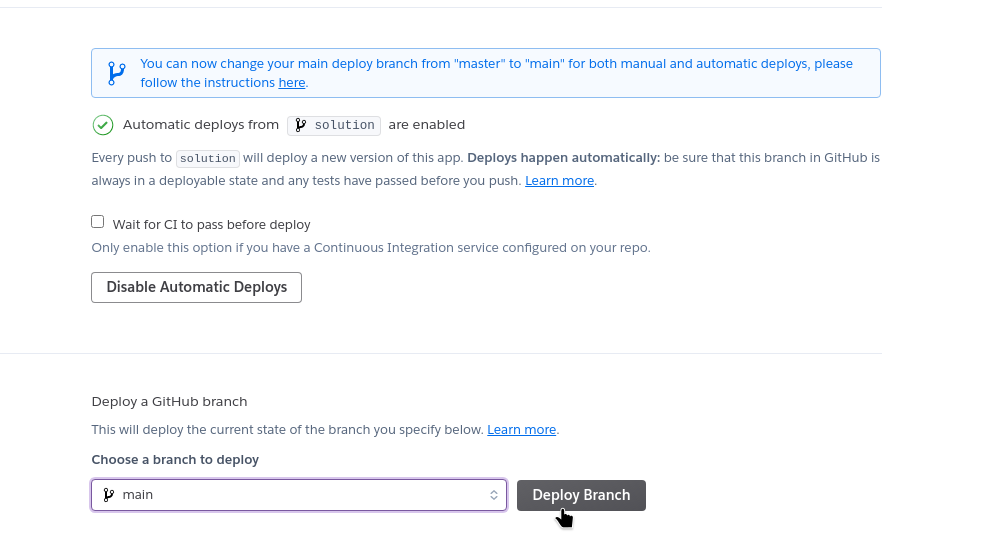 You can now change your main deploy branch from "master" to "main" for both manual and automatic deploys, please
follow the instructions here.
Automatic deploys from solution are enabled
Every push to solution will deploy a new version of this app. Deploys happen automatically: be sure that this branch in GitHub is
always in a deployable state and any tests have passed before you push. Learn more.
Wait for CI to pass before deploy
Only enable this option if you have a Continuous Integration service configured on your repo.
Disable Automatic Deploys
Deploy a GitHub branch
This will deploy the current state of the branch you specify below. Learn more.
Choose a branch to deploy
main Deploy Branch